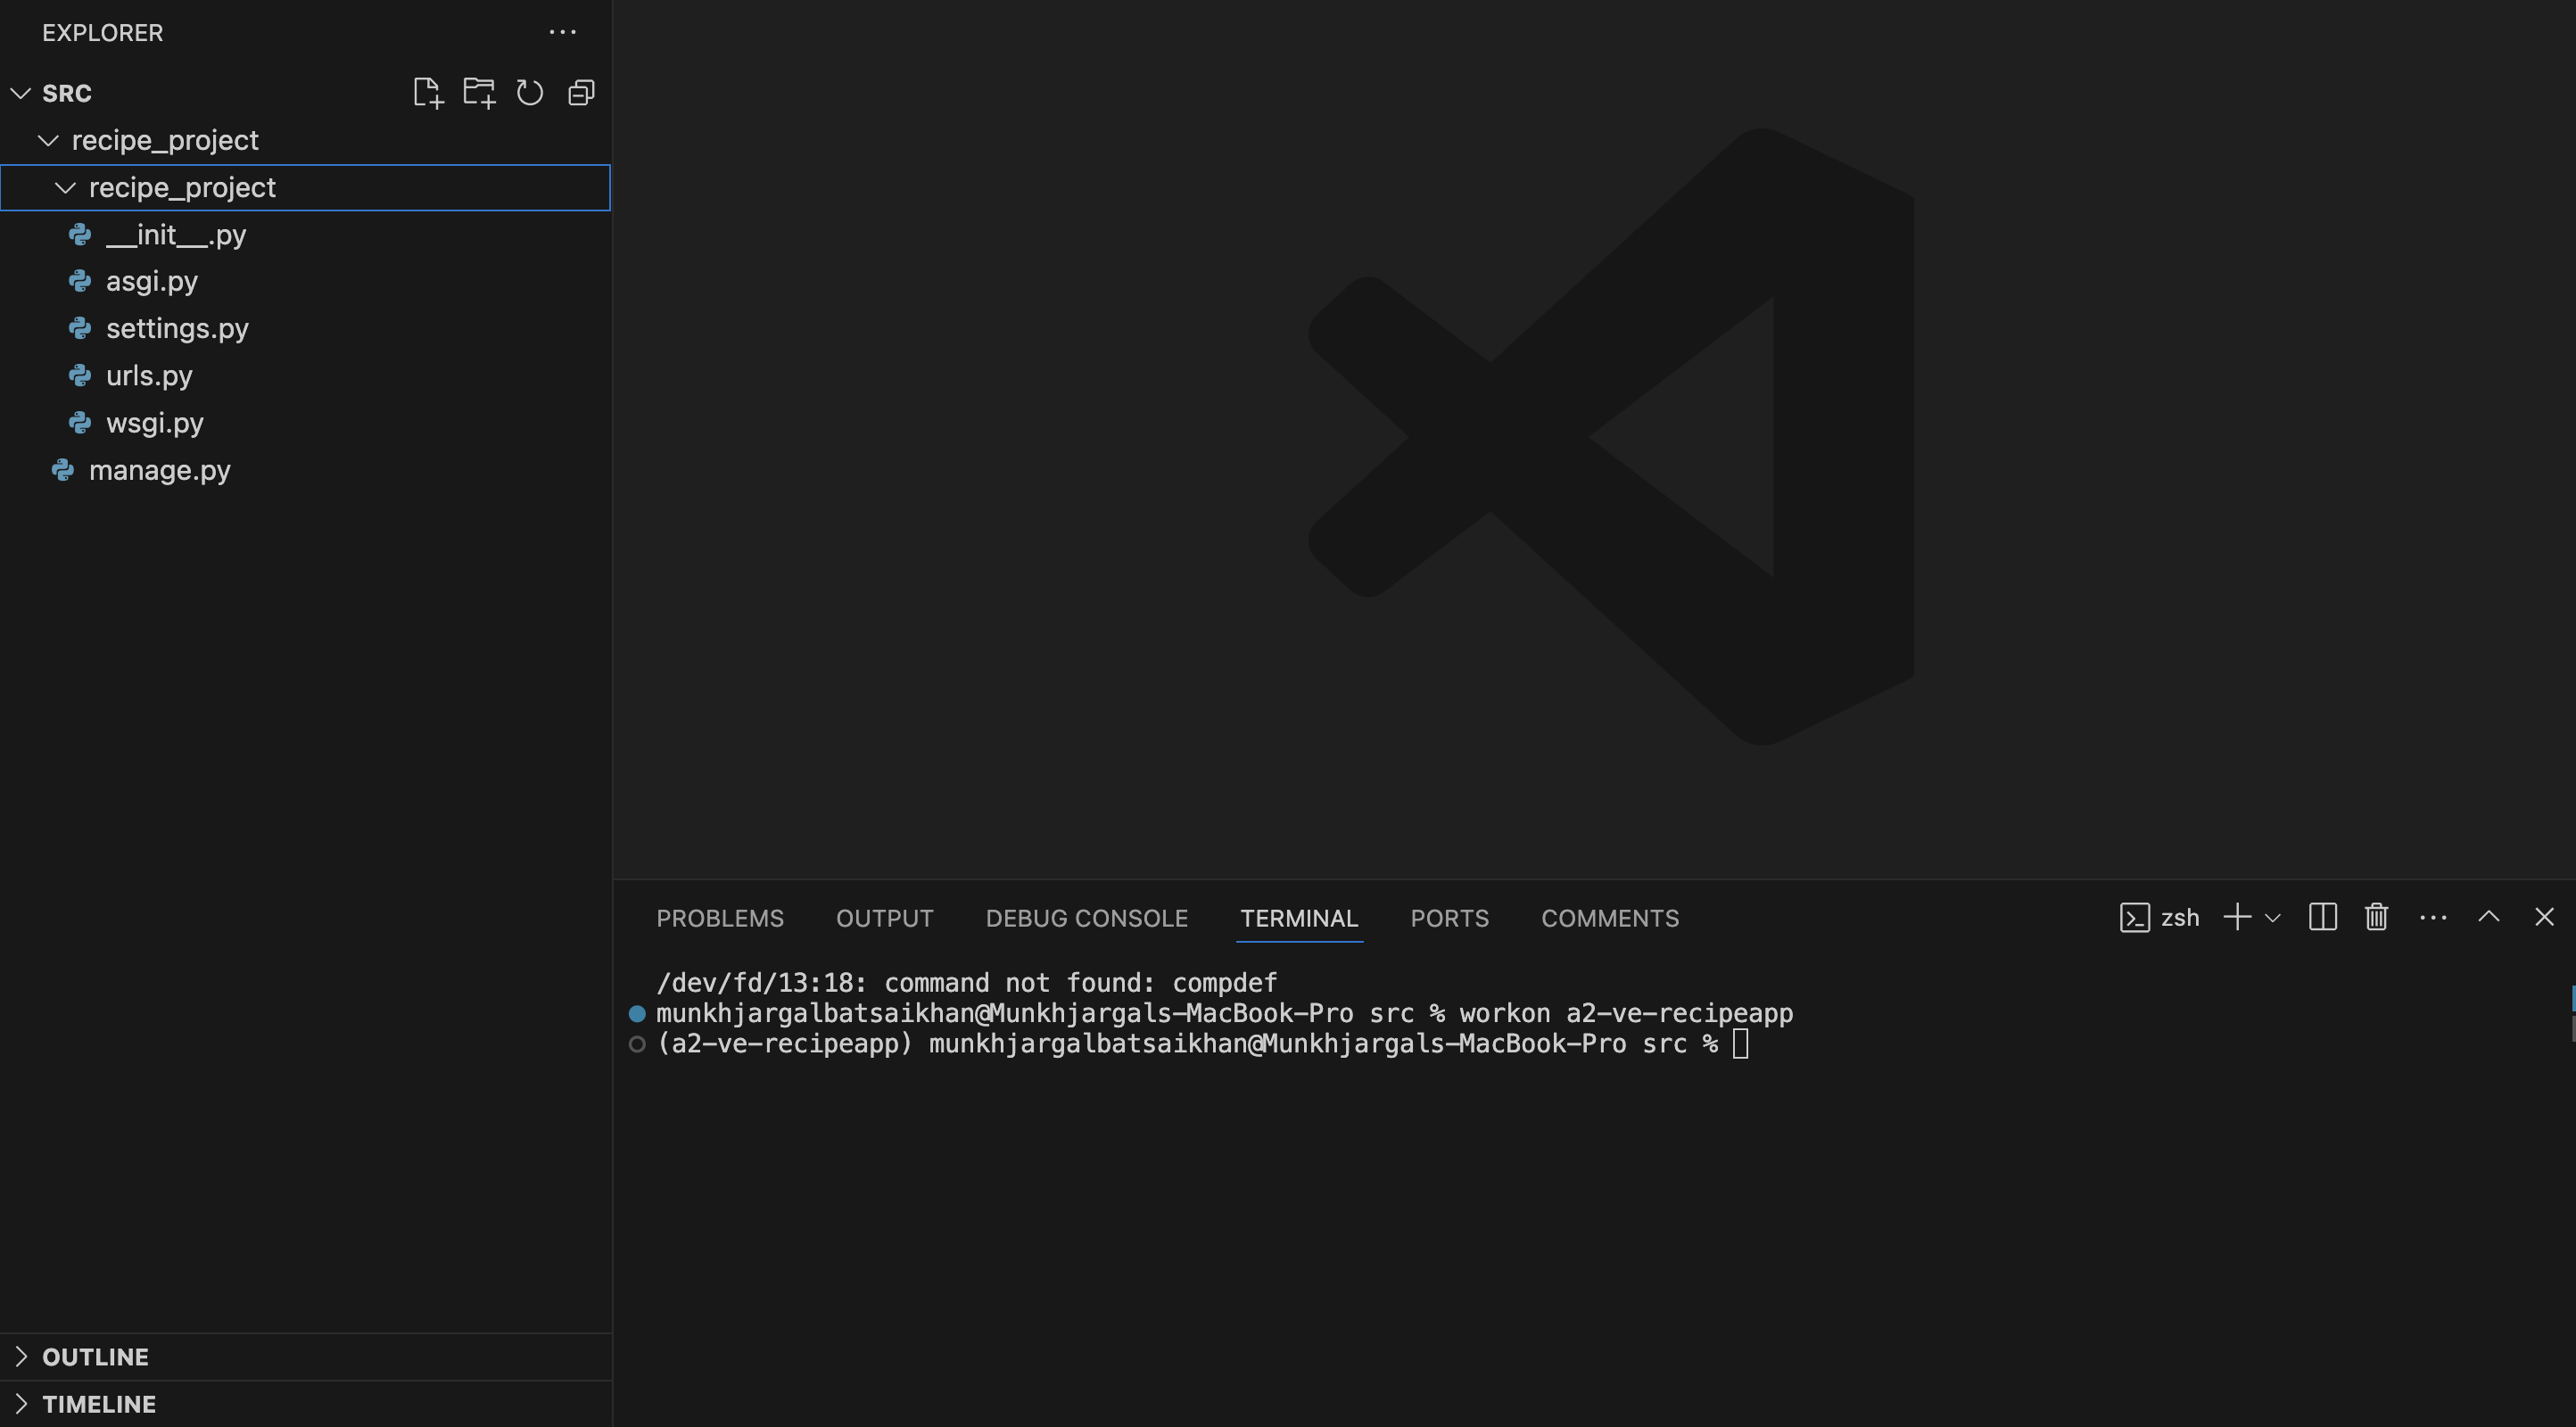 EXPLORER
SRC
recipe_project
recipe_project
__init__.py
asgi.py
settings.py
urls.py
wsgi.py
manage.py
OUTLINE
TIMELINE
PROBLEMS OUTPUT DEBUG CONSOLE TERMINAL PORTS COMMENTS
zsh
/dev/fd/13:18: command not found: compdef
munkhjargalbatsaikhan@Munkhjargals-MacBook-Pro src % workon a2-ve-recipeapp
(a2-ve-recipeapp) munkhjargalbatsaikhan@Munkhjargals-MacBook-Pro src %